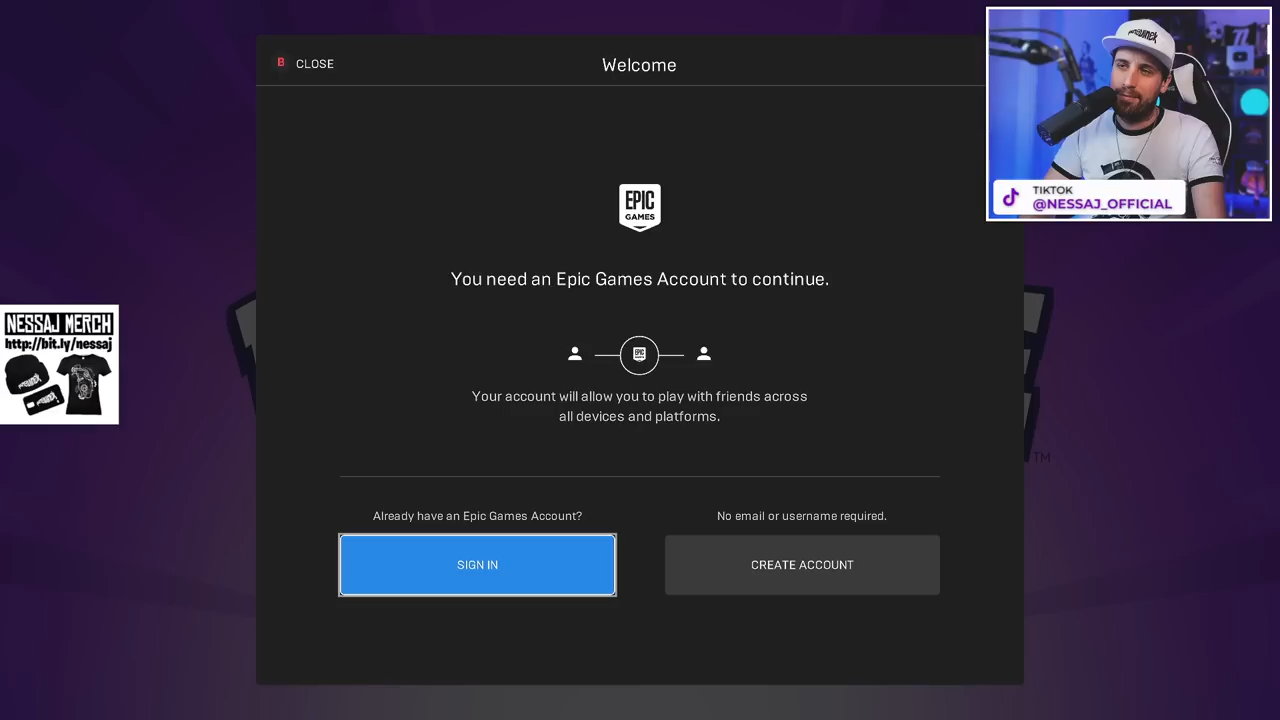 B CLOSE
Welcome
TIKTOK
@NESSAJ_OFFICIAL
EPIC
GAMES
You need an Epic Games Account to continue.
NESSAJ MERCH
http://bit.ly/nessaj
EPIC
GAMES
Your account will allow you to play with friends across
all devices and platforms.
TM
Already have an Epic Games Account?
No email or username required.
SIGN IN
CREATE ACCOUNT